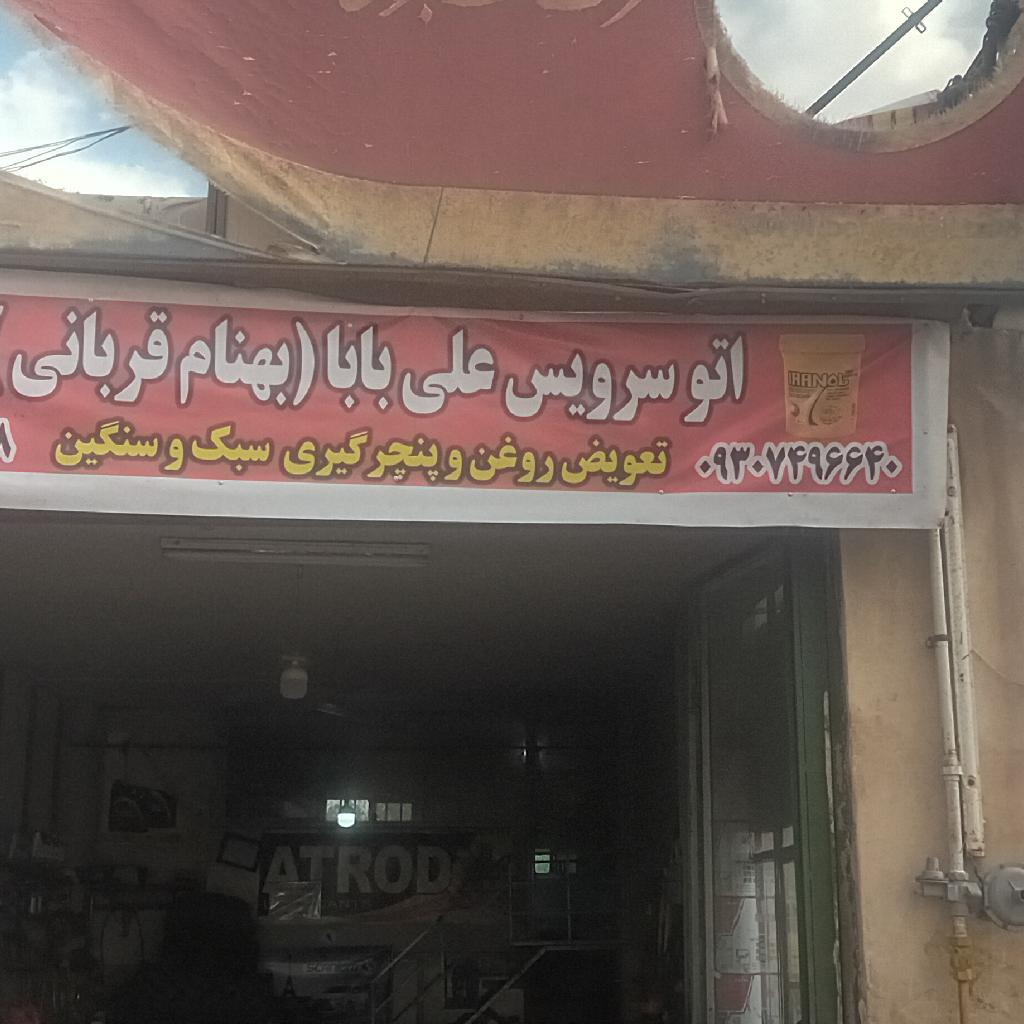 اتو سرویس علی بابا (بهنام قربانی)
تعویض روغن و پنچرگیری سبک و سنگین
۰۹۳۰۷۴۹۶۶۴۰
IRANOL
ATROD